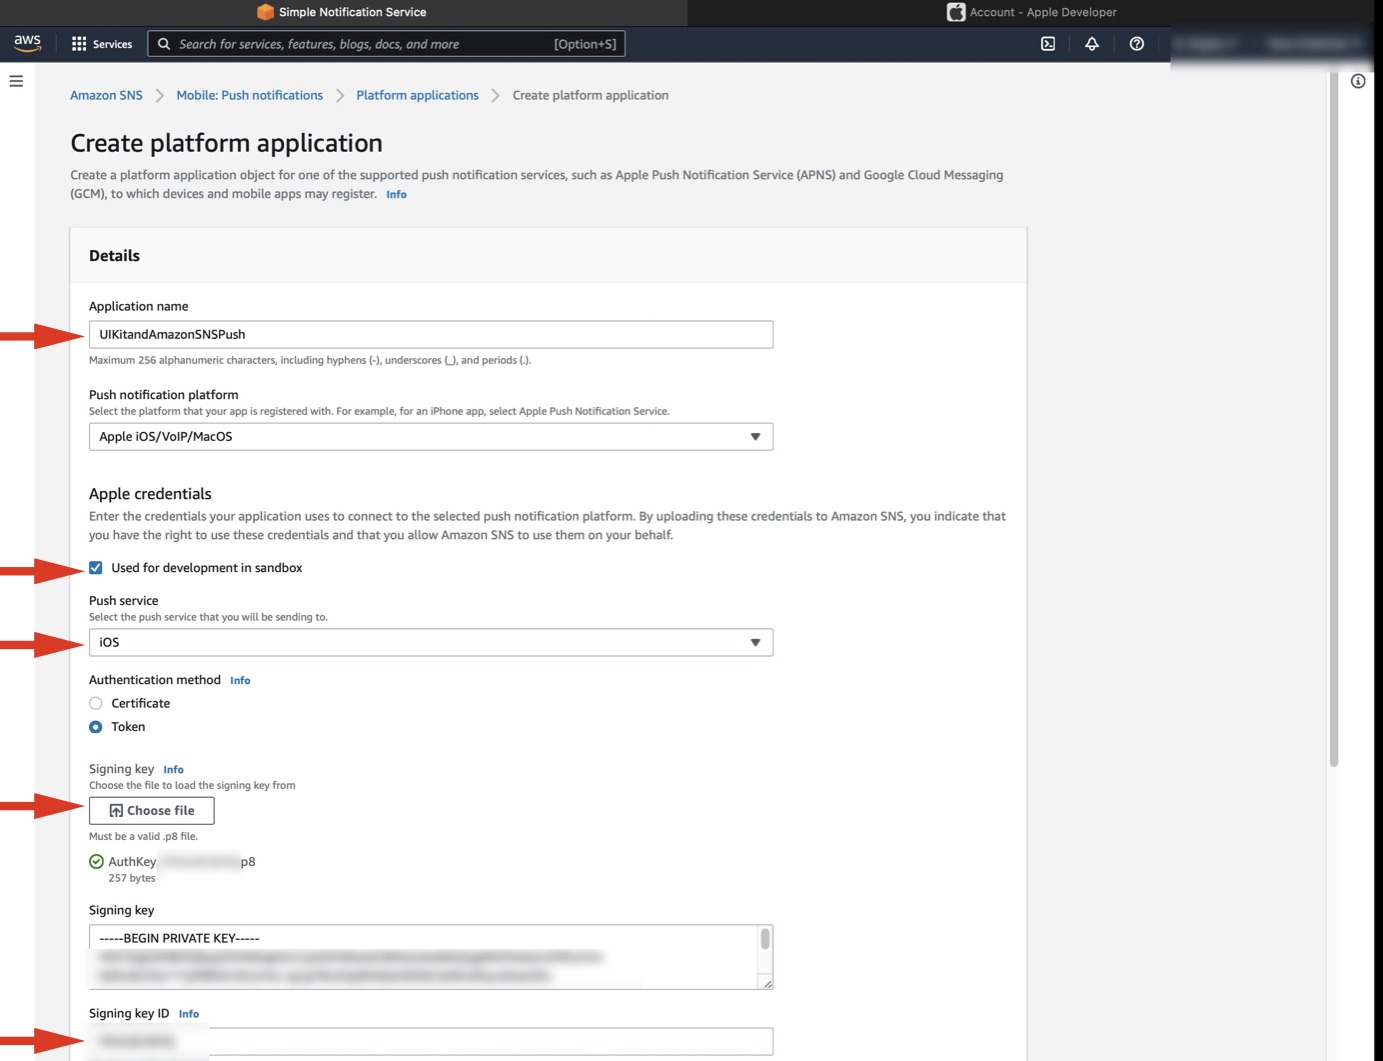 Simple Notification Service
Account - Apple Developer
aws
Services
Search for services, features, blogs, docs, and more
[Option+S]
Amazon SNS
Mobile: Push notifications
Platform applications
Create platform application
Create platform application
Create a platform application object for one of the supported push notification services, such as Apple Push Notification Service (APNS) and Google Cloud Messaging
(GCM), to which devices and mobile apps may register. Info
Details
Application name
UIKitandAmazonSNSPush
Maximum 256 alphanumeric characters, including hyphens (-), underscores (_), and periods (.).
Push notification platform
Select the platform that your app is registered with. For example, for an iPhone app, select Apple Push Notification Service.
Apple iOS/VoIP/MacOS
Apple credentials
Enter the credentials your application uses to connect to the selected push notification platform. By uploading these credentials to Amazon SNS, you indicate that
you have the right to use these credentials and that you allow Amazon SNS to use them on your behalf.
Used for development in sandbox
Push service
Select the push service that you will be sending to.
iOS
Authentication method Info
Certificate
Token
Signing key Info
Choose the file to load the signing key from
Choose file
Must be a valid .p8 file.
AuthKey p8
257 bytes
Signing key
-----BEGIN PRIVATE KEY-----
Signing key ID Info